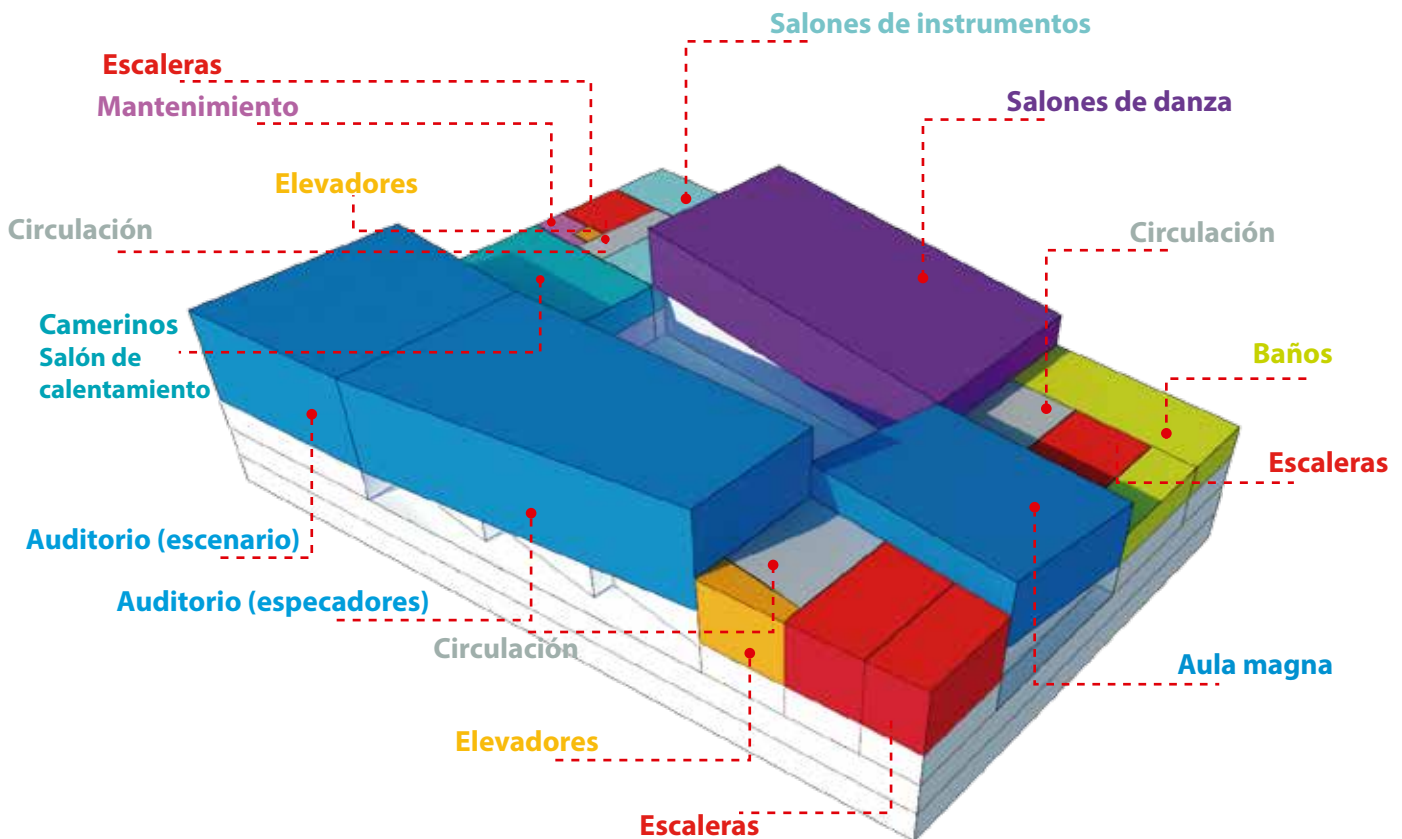 Salones de instrumentos
Escaleras
Mantenimiento
Salones de danza
Elevadores
Circulación
Circulación
Camerinos
Salón de
calentamiento
Baños
Escaleras
Auditorio (escenario)
Auditorio (especadores)
Circulación
Aula magna
Elevadores
Escaleras